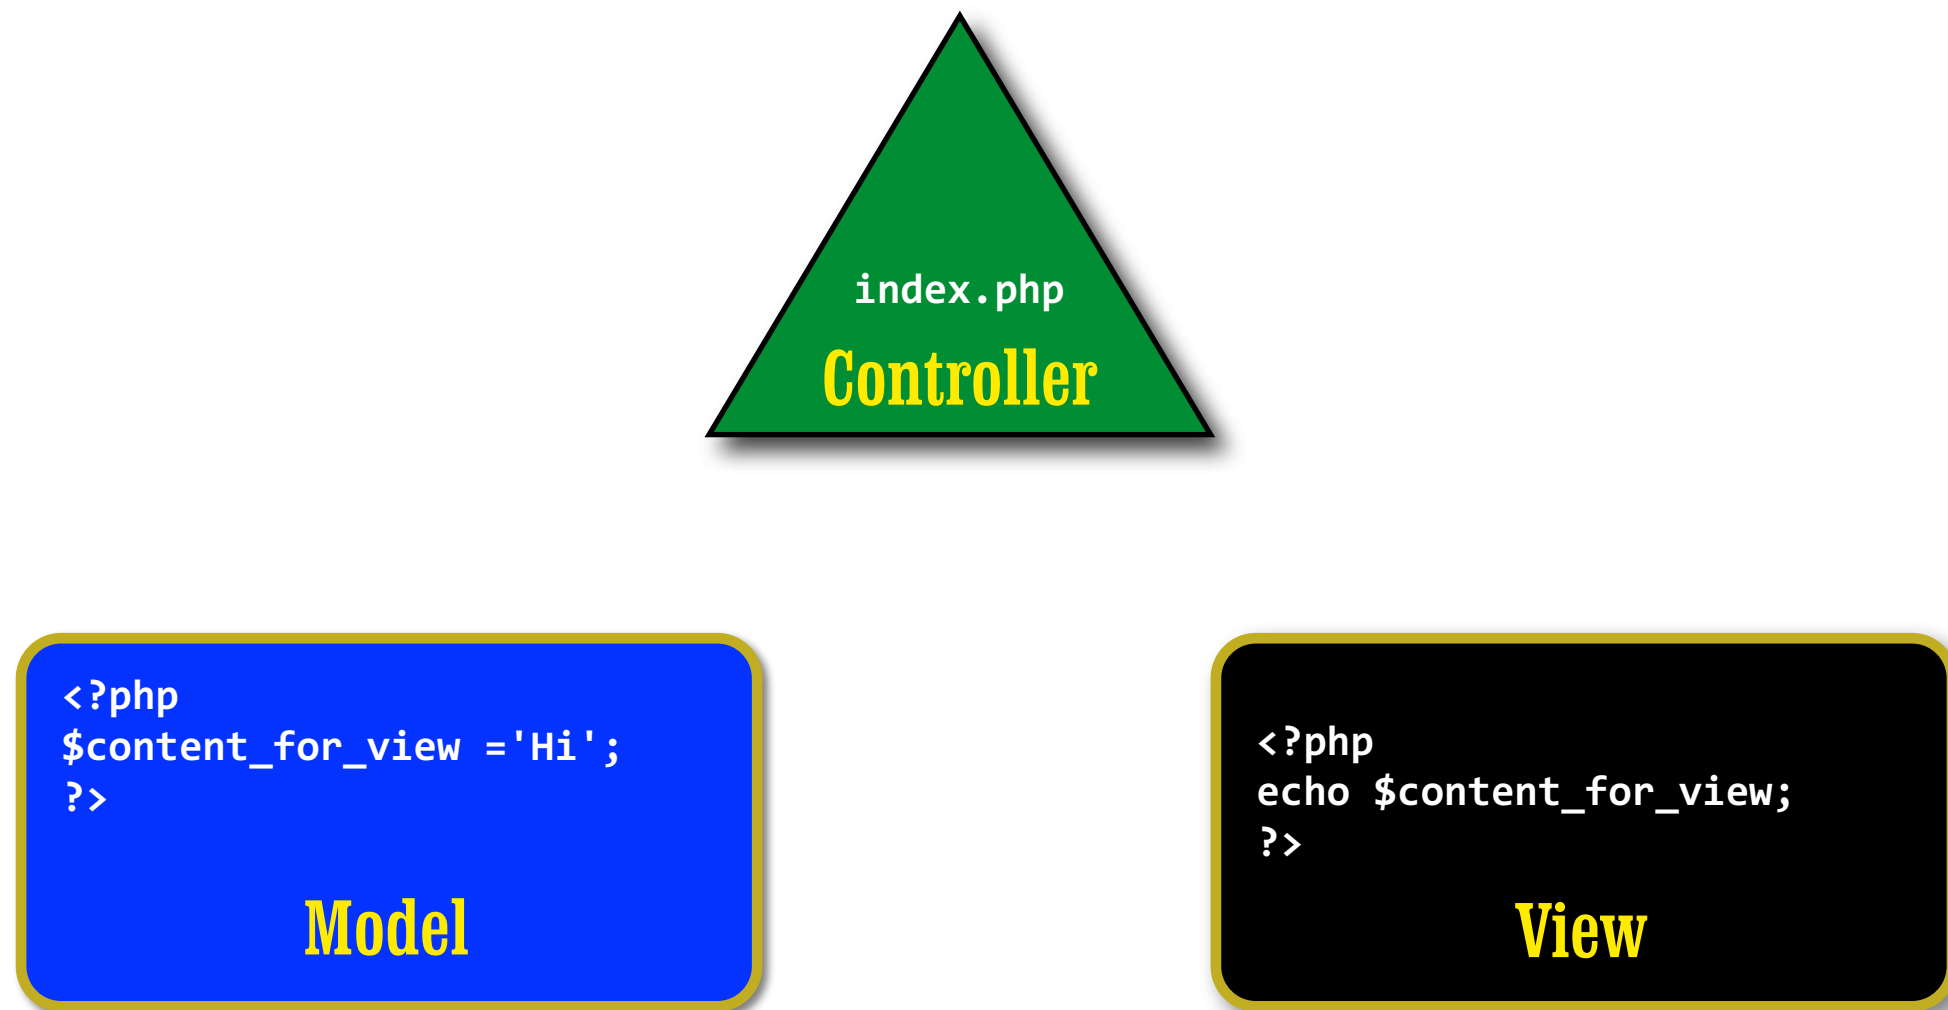 index.php
Controller
<?php
$content_for_view ='Hi';
?>
Model
<?php
echo $content_for_view;
?>
View